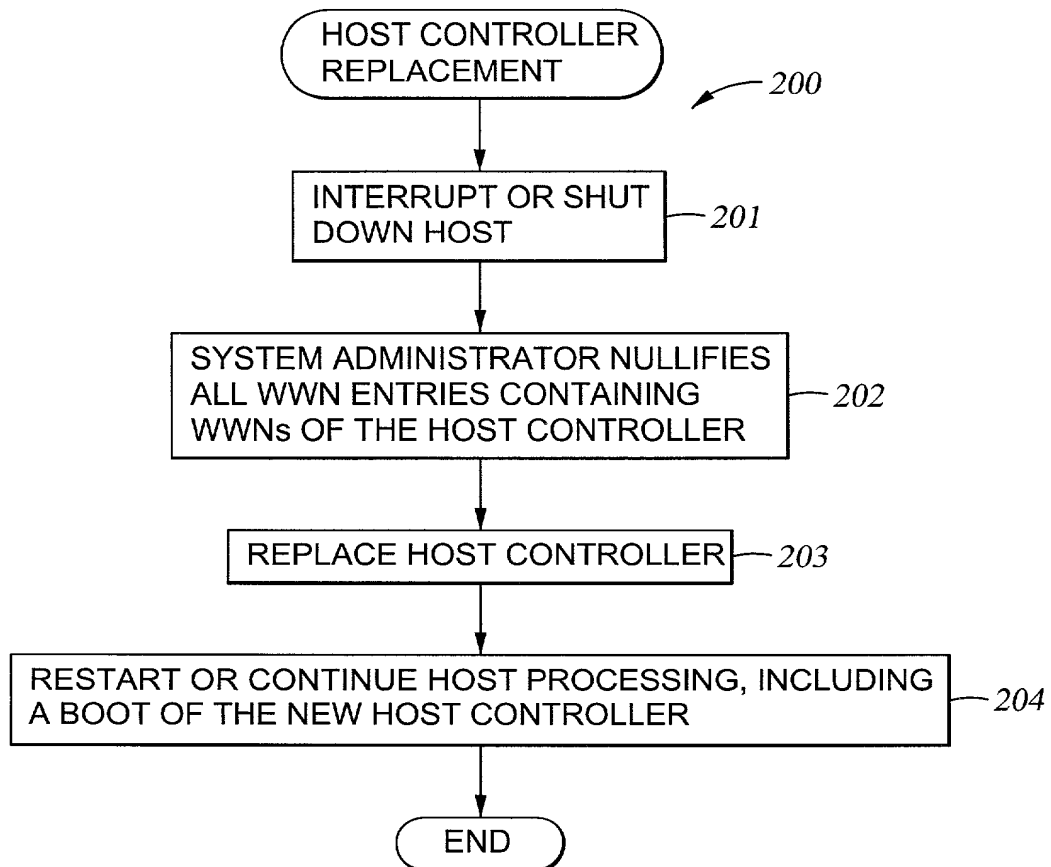 HOST CONTROLLER
REPLACEMENT
200
INTERRUPT OR SHUT
DOWN HOST
201
SYSTEM ADMINISTRATOR NULLIFIES
ALL WWN ENTRIES CONTAINING
WWNs OF THE HOST CONTROLLER
202
REPLACE HOST CONTROLLER
203
RESTART OR CONTINUE HOST PROCESSING, INCLUDING
A BOOT OF THE NEW HOST CONTROLLER
204
END